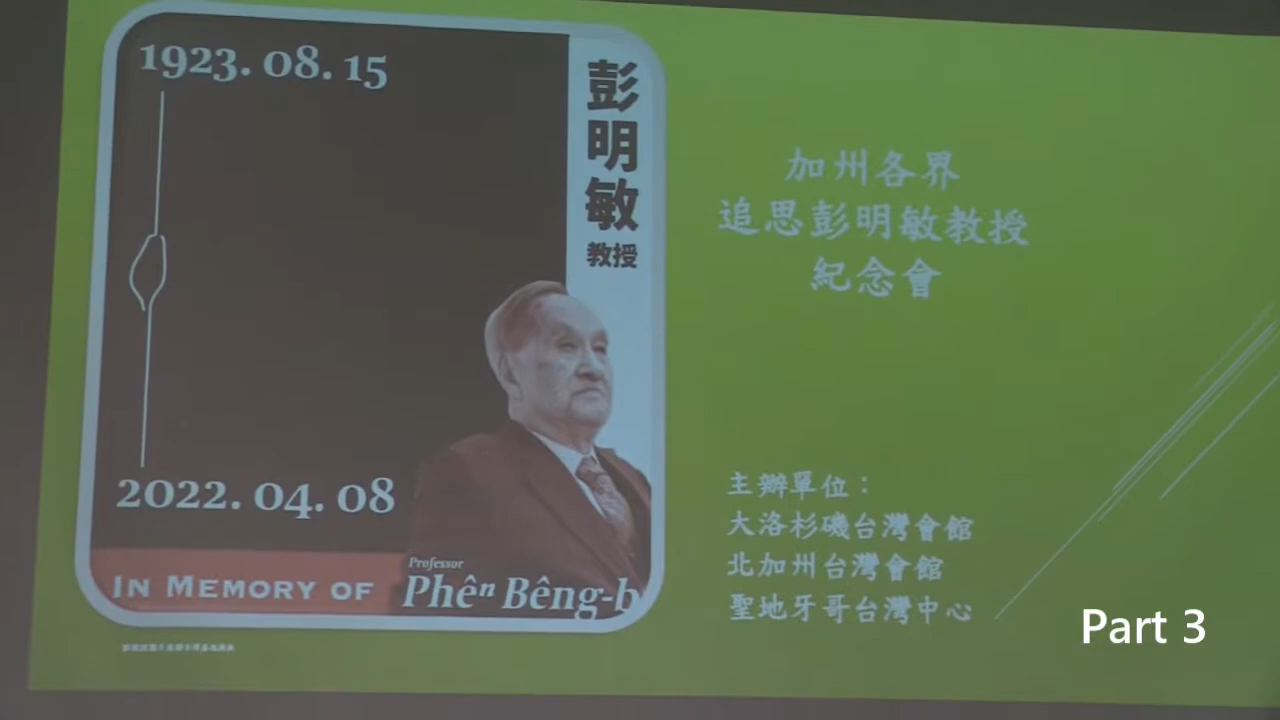 1923. 08. 15
彭明敏
教授
2022. 04. 08
IN MEMORY OF
Professor
Phêⁿ Bêng-b
加州各界
追思彭明敏教授
紀念會
主辦單位：
大洛杉磯台灣會館
北加州台灣會館
聖地牙哥台灣中心
Part 3